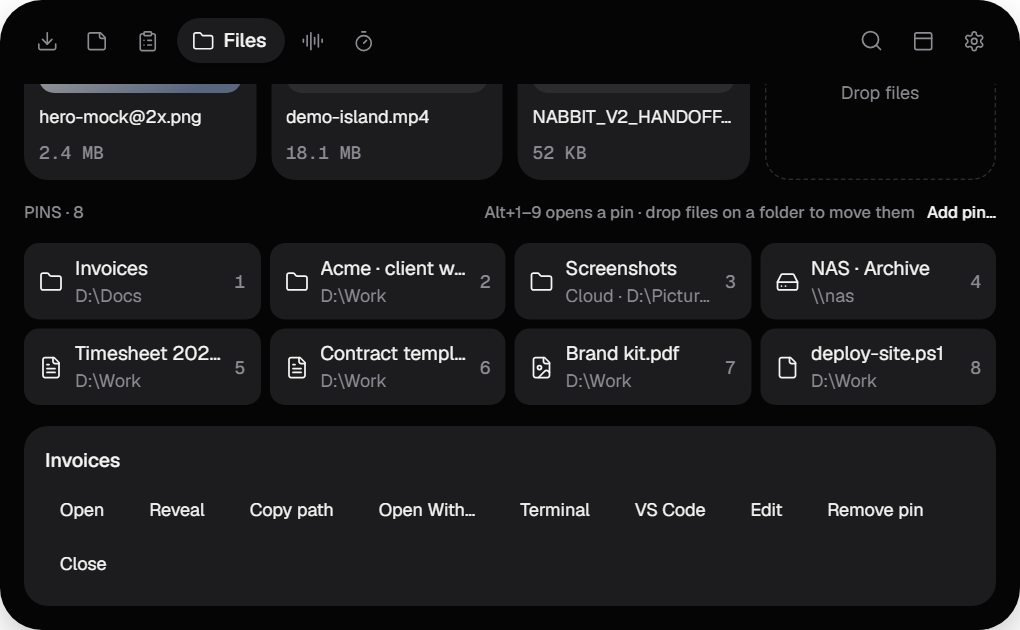 Files
Drop files
hero-mock@2x.png
demo-island.mp4
NABBIT_V2_HANDOFF...
2.4 MB
18.1 MB
52 KB
PINS · 8
Alt+1–9 opens a pin · drop files on a folder to move them
Add pin...
Invoices
D:\Docs
1
Acme · client w...
D:\Work
2
Screenshots
Cloud · D:\Pictur...
3
NAS · Archive
\\nas
4
Timesheet 202...
D:\Work
5
Contract templ...
D:\Work
6
Brand kit.pdf
D:\Work
7
deploy-site.ps1
D:\Work
8
Invoices
Open
Reveal
Copy path
Open With...
Terminal
VS Code
Edit
Remove pin
Close